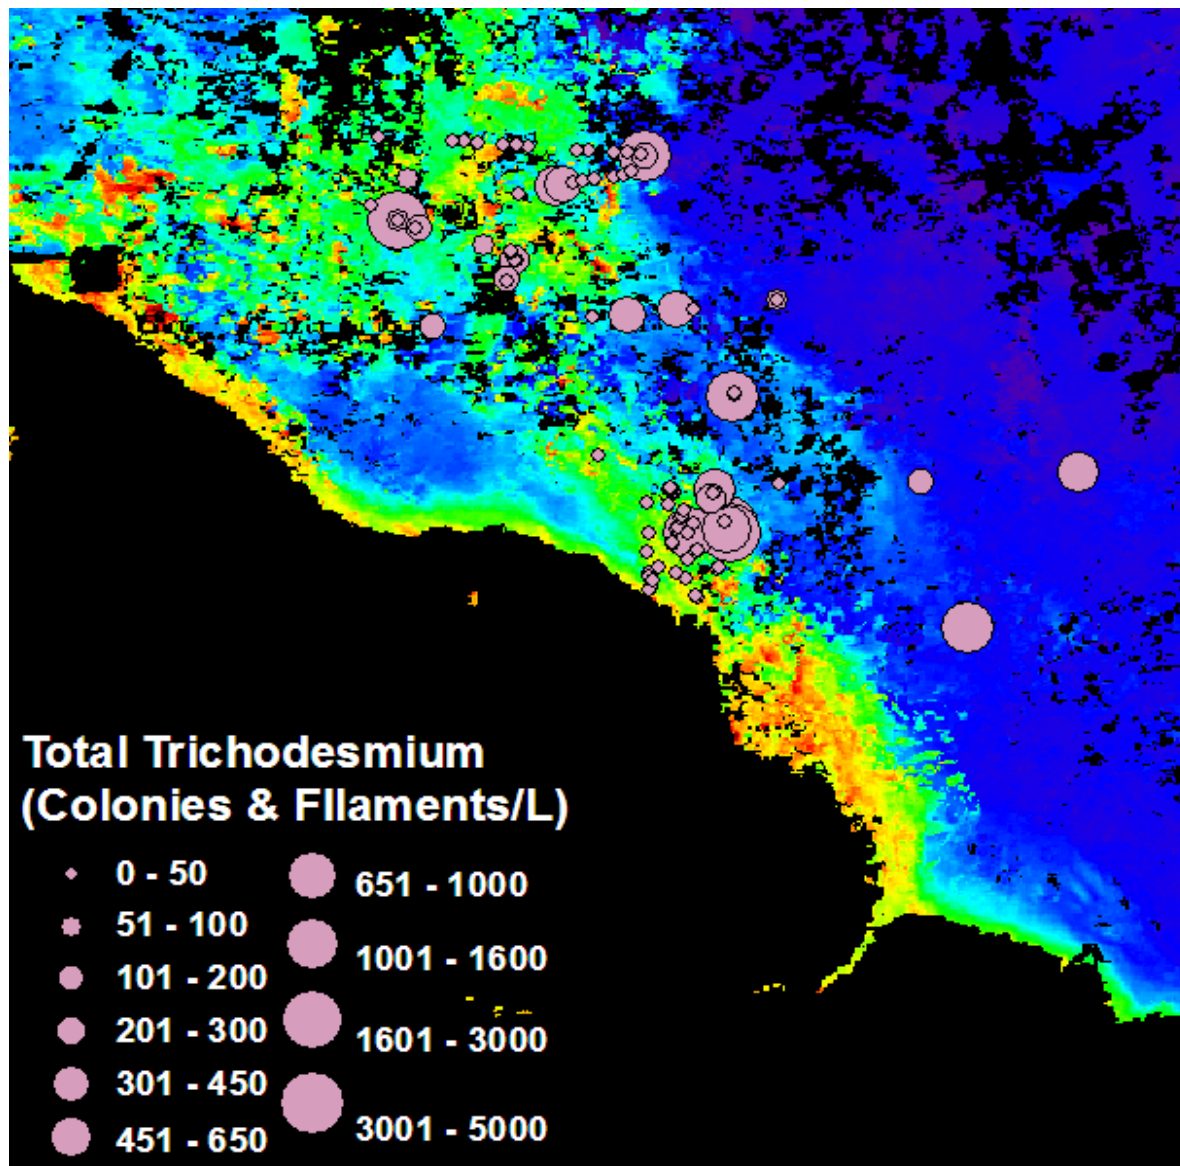 Total Trichodesmium
(Colonies & FIlaments/L)
0 - 50
51 - 100
101 - 200
201 - 300
301 - 450
451 - 650
651 - 1000
1001 - 1600
1601 - 3000
3001 - 5000